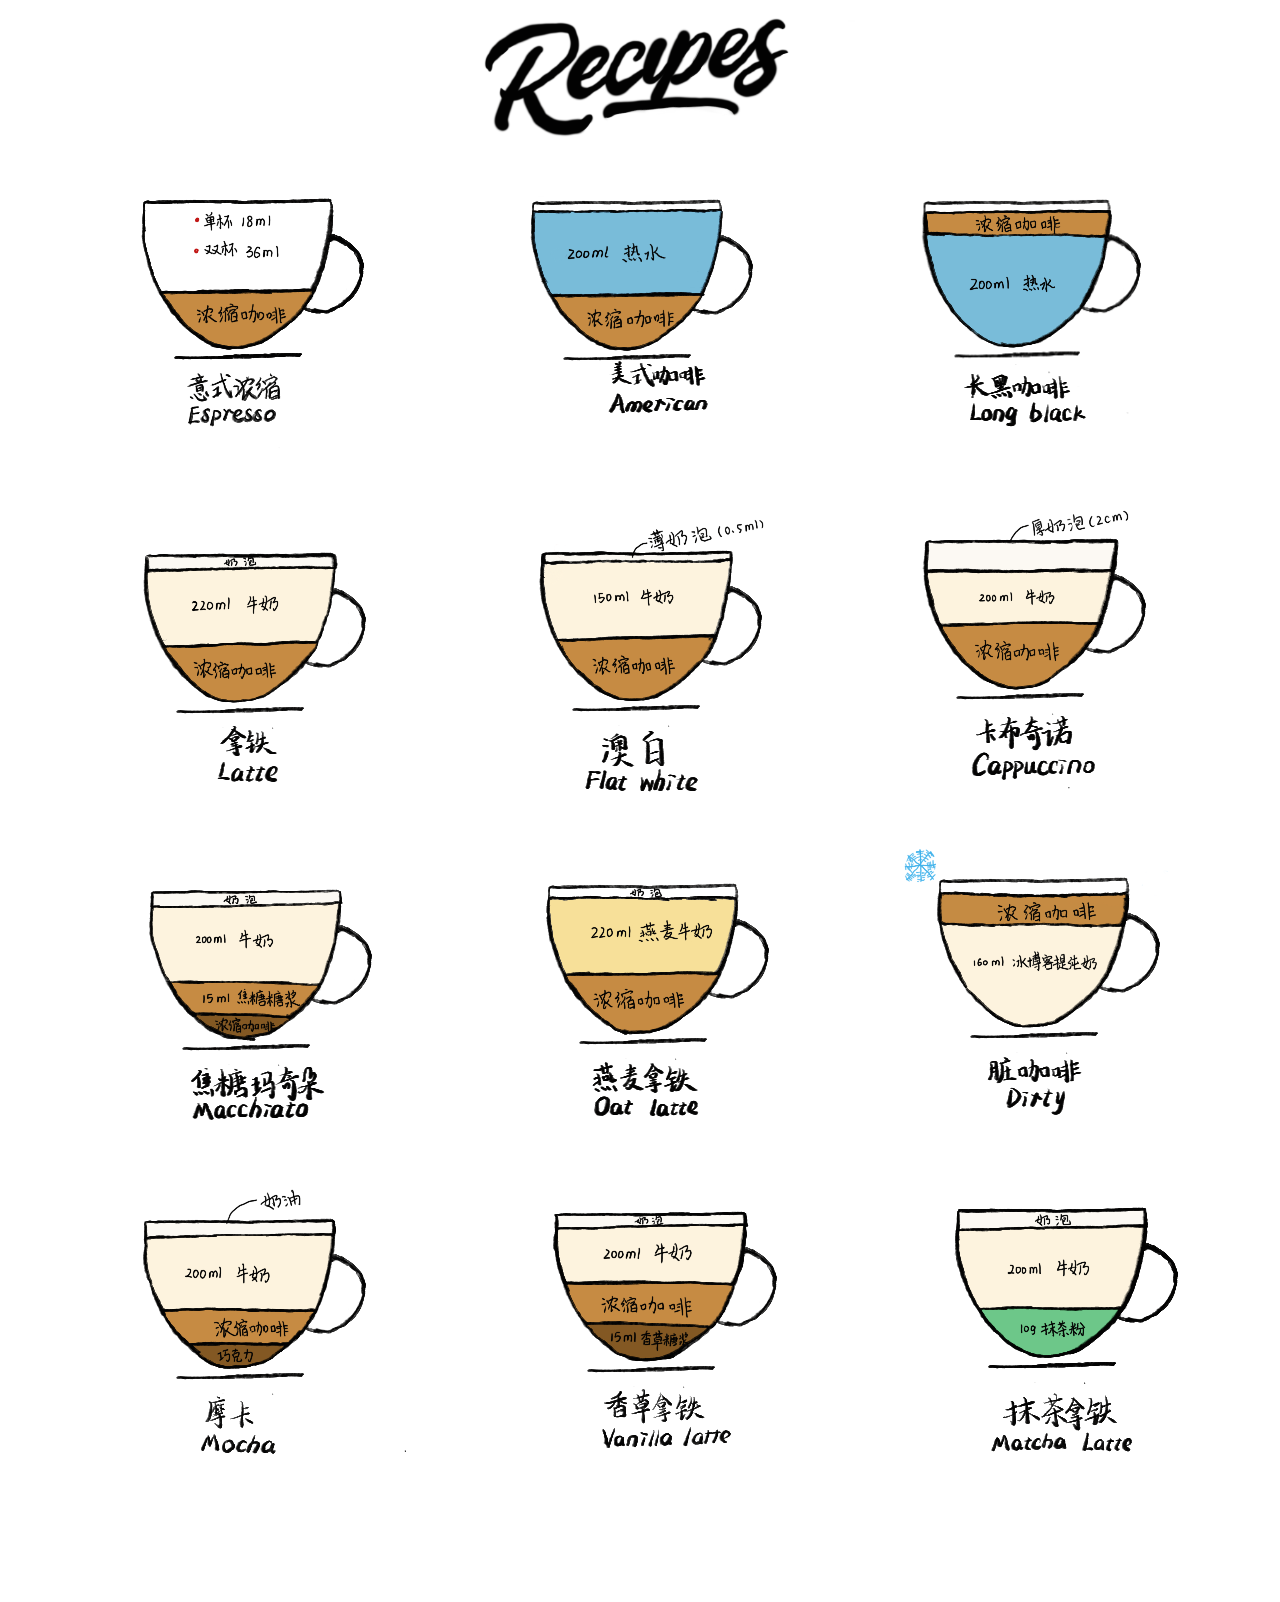 Recipes
单杯 18ml
双杯 36ml
浓缩咖啡
意式浓缩
Espresso
200ml 热水
浓缩咖啡
美式咖啡
American
浓缩咖啡
200ml 热水
长黑咖啡
Long black
奶泡
220ml 牛奶
浓缩咖啡
拿铁
Latte
薄奶泡(0.5ml)
150ml 牛奶
浓缩咖啡
澳白
Flat white
厚奶泡(2cm)
200ml 牛奶
浓缩咖啡
卡布奇诺
Cappuccino
奶泡
200ml 牛奶
15ml 焦糖糖浆
浓缩咖啡
焦糖玛奇朵
Macchiato
奶泡
220ml 燕麦牛奶
浓缩咖啡
燕麦拿铁
Oat latte
浓缩咖啡
160ml 冰博客提纯奶
脏咖啡
Dirty
奶油
200ml 牛奶
浓缩咖啡
巧克力
摩卡
Mocha
奶泡
200ml 牛奶
浓缩咖啡
15ml 香草糖浆
香草拿铁
Vanilla latte
奶泡
200ml 牛奶
10g 抹茶粉
抹茶拿铁
Matcha Latte